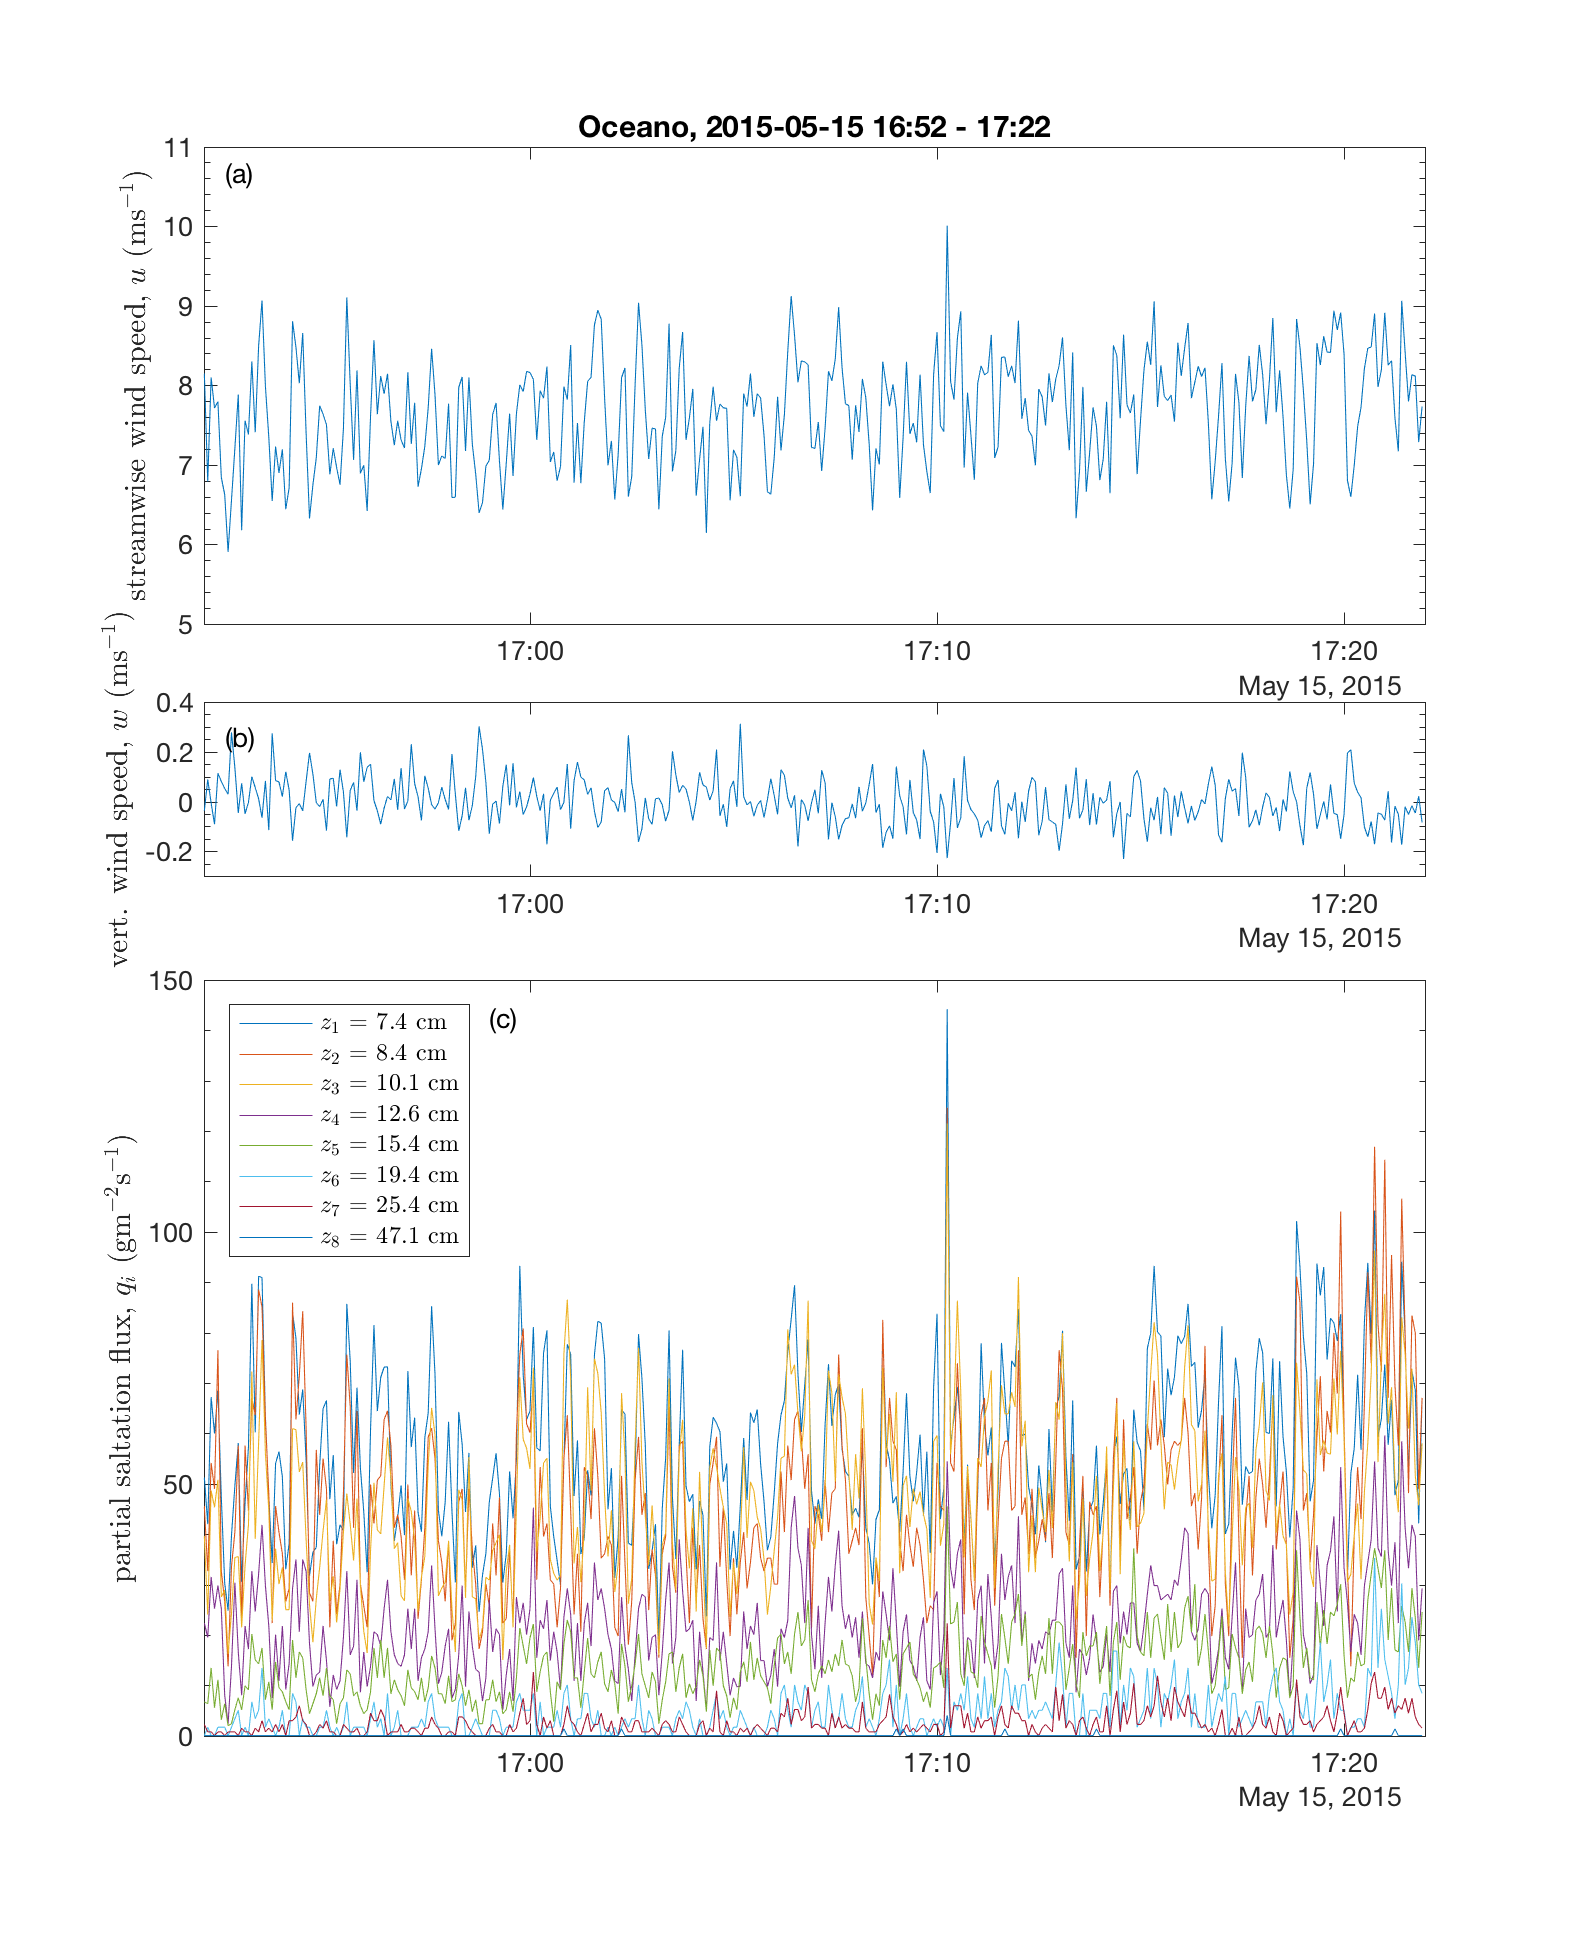 Oceano, 2015-05-15 16:52 - 17:22
(a)
streamwise wind speed, u (ms⁻¹)
11
10
9
8
7
6
5
17:00 17:10 17:20
May 15, 2015
(b)
vert. wind speed, w (ms⁻¹)
0.4
0.2
0
-0.2
17:00 17:10 17:20
May 15, 2015
(c)
partial saltation flux, qᵢ (gm⁻²s⁻¹)
150
100
50
0
z₁ = 7.4 cm
z₂ = 8.4 cm
z₃ = 10.1 cm
z₄ = 12.6 cm
z₅ = 15.4 cm
z₆ = 19.4 cm
z₇ = 25.4 cm
z₈ = 47.1 cm
17:00 17:10 17:20
May 15, 2015